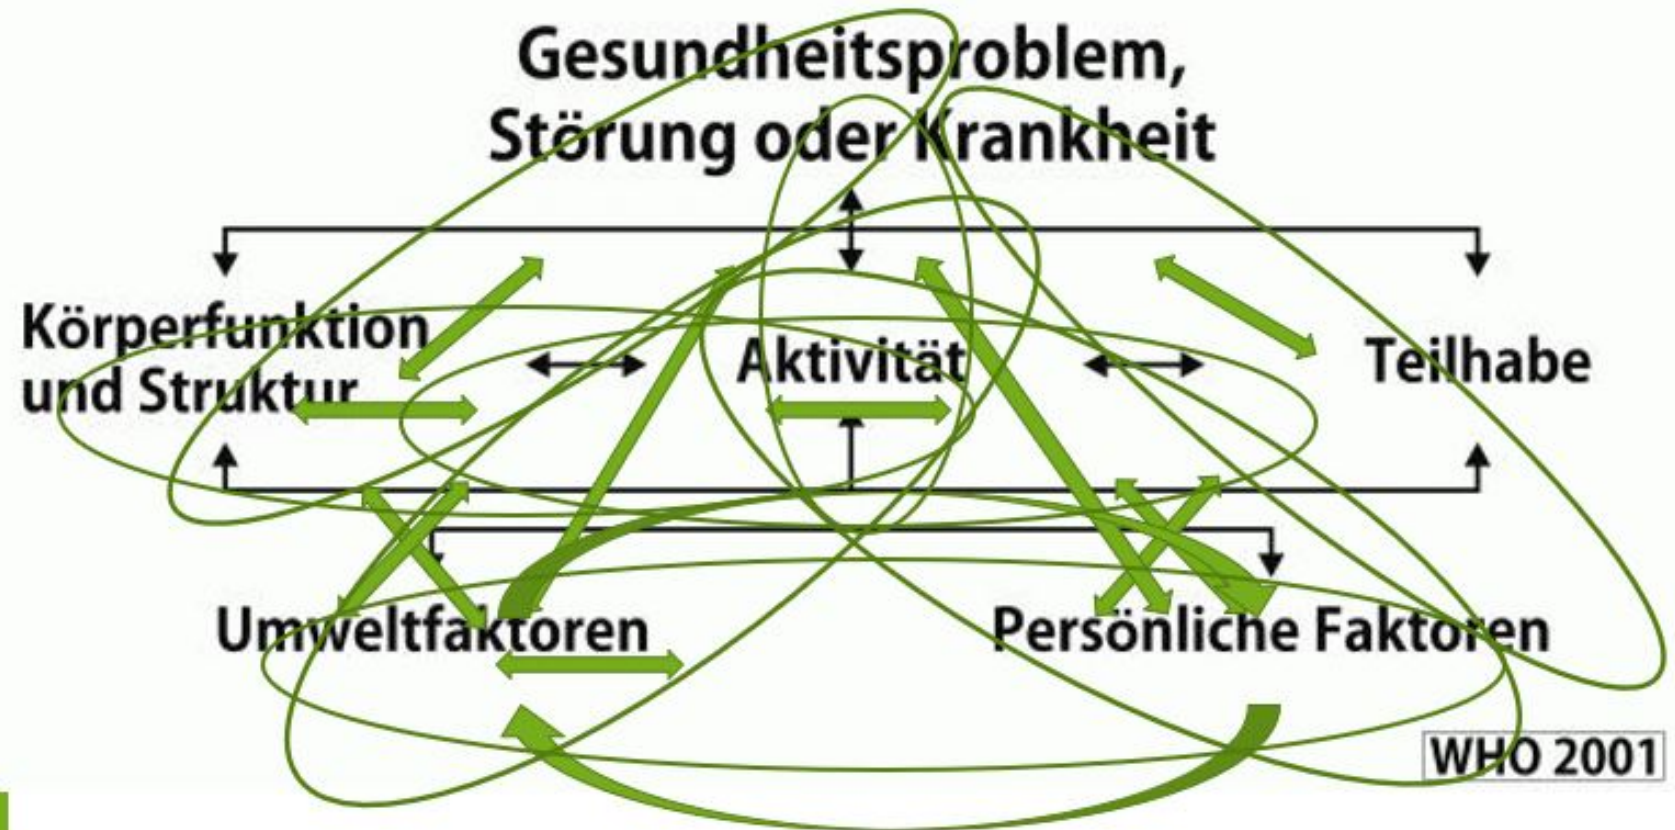 Gesundheitsproblem,
Störung oder Krankheit
Körperfunktion
und Struktur
Aktivität
Teilhabe
Umweltfaktoren
Persönliche Faktoren
WHO 2001